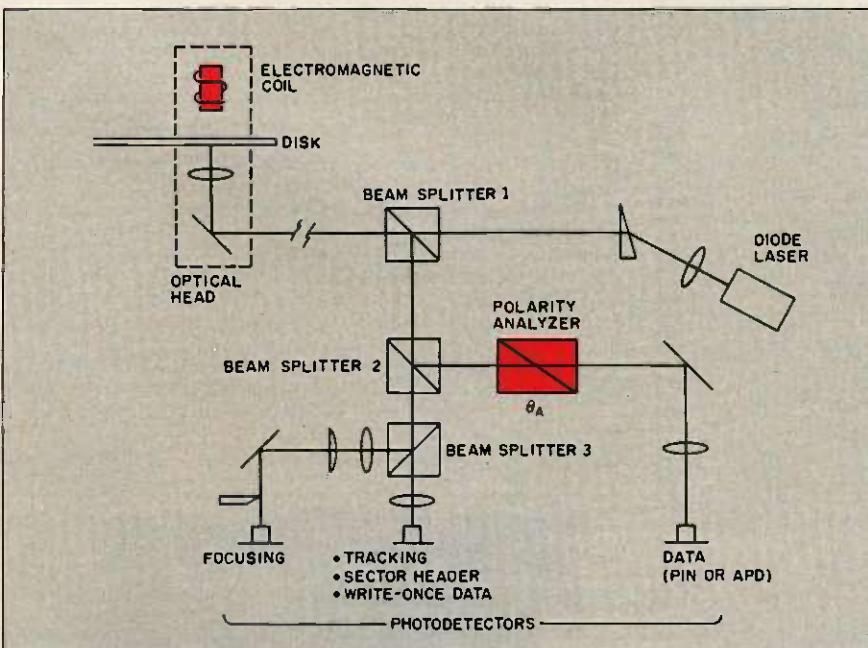 ELECTROMAGNETIC
COIL
DISK
BEAM SPLITTER 1
DIODE
LASER
OPTICAL
HEAD
POLARITY
ANALYZER
BEAM SPLITTER 2
θA
BEAM SPLITTER 3
FOCUSING
• TRACKING
• SECTOR HEADER
• WRITE-ONCE DATA
DATA
(PIN OR APD)
PHOTODETECTORS